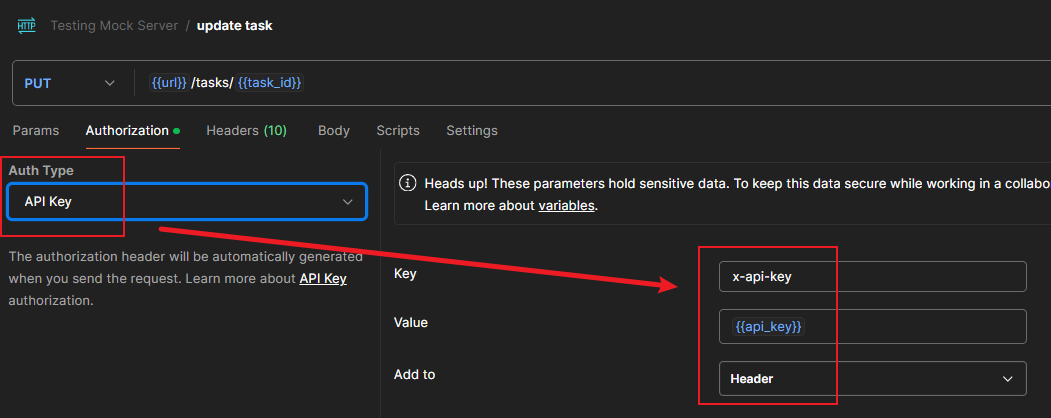 HTTP Testing Mock Server / update task
PUT {{url}}/tasks/{{task_id}}
Params Authorization Headers (10) Body Scripts Settings
Auth Type
API Key
The authorization header will be automatically generated
when you send the request. Learn more about API Key
authorization.
Heads up! These parameters hold sensitive data. To keep this data secure while working in a collabo
Learn more about variables.
Key x-api-key
Value {{api_key}}
Add to Header